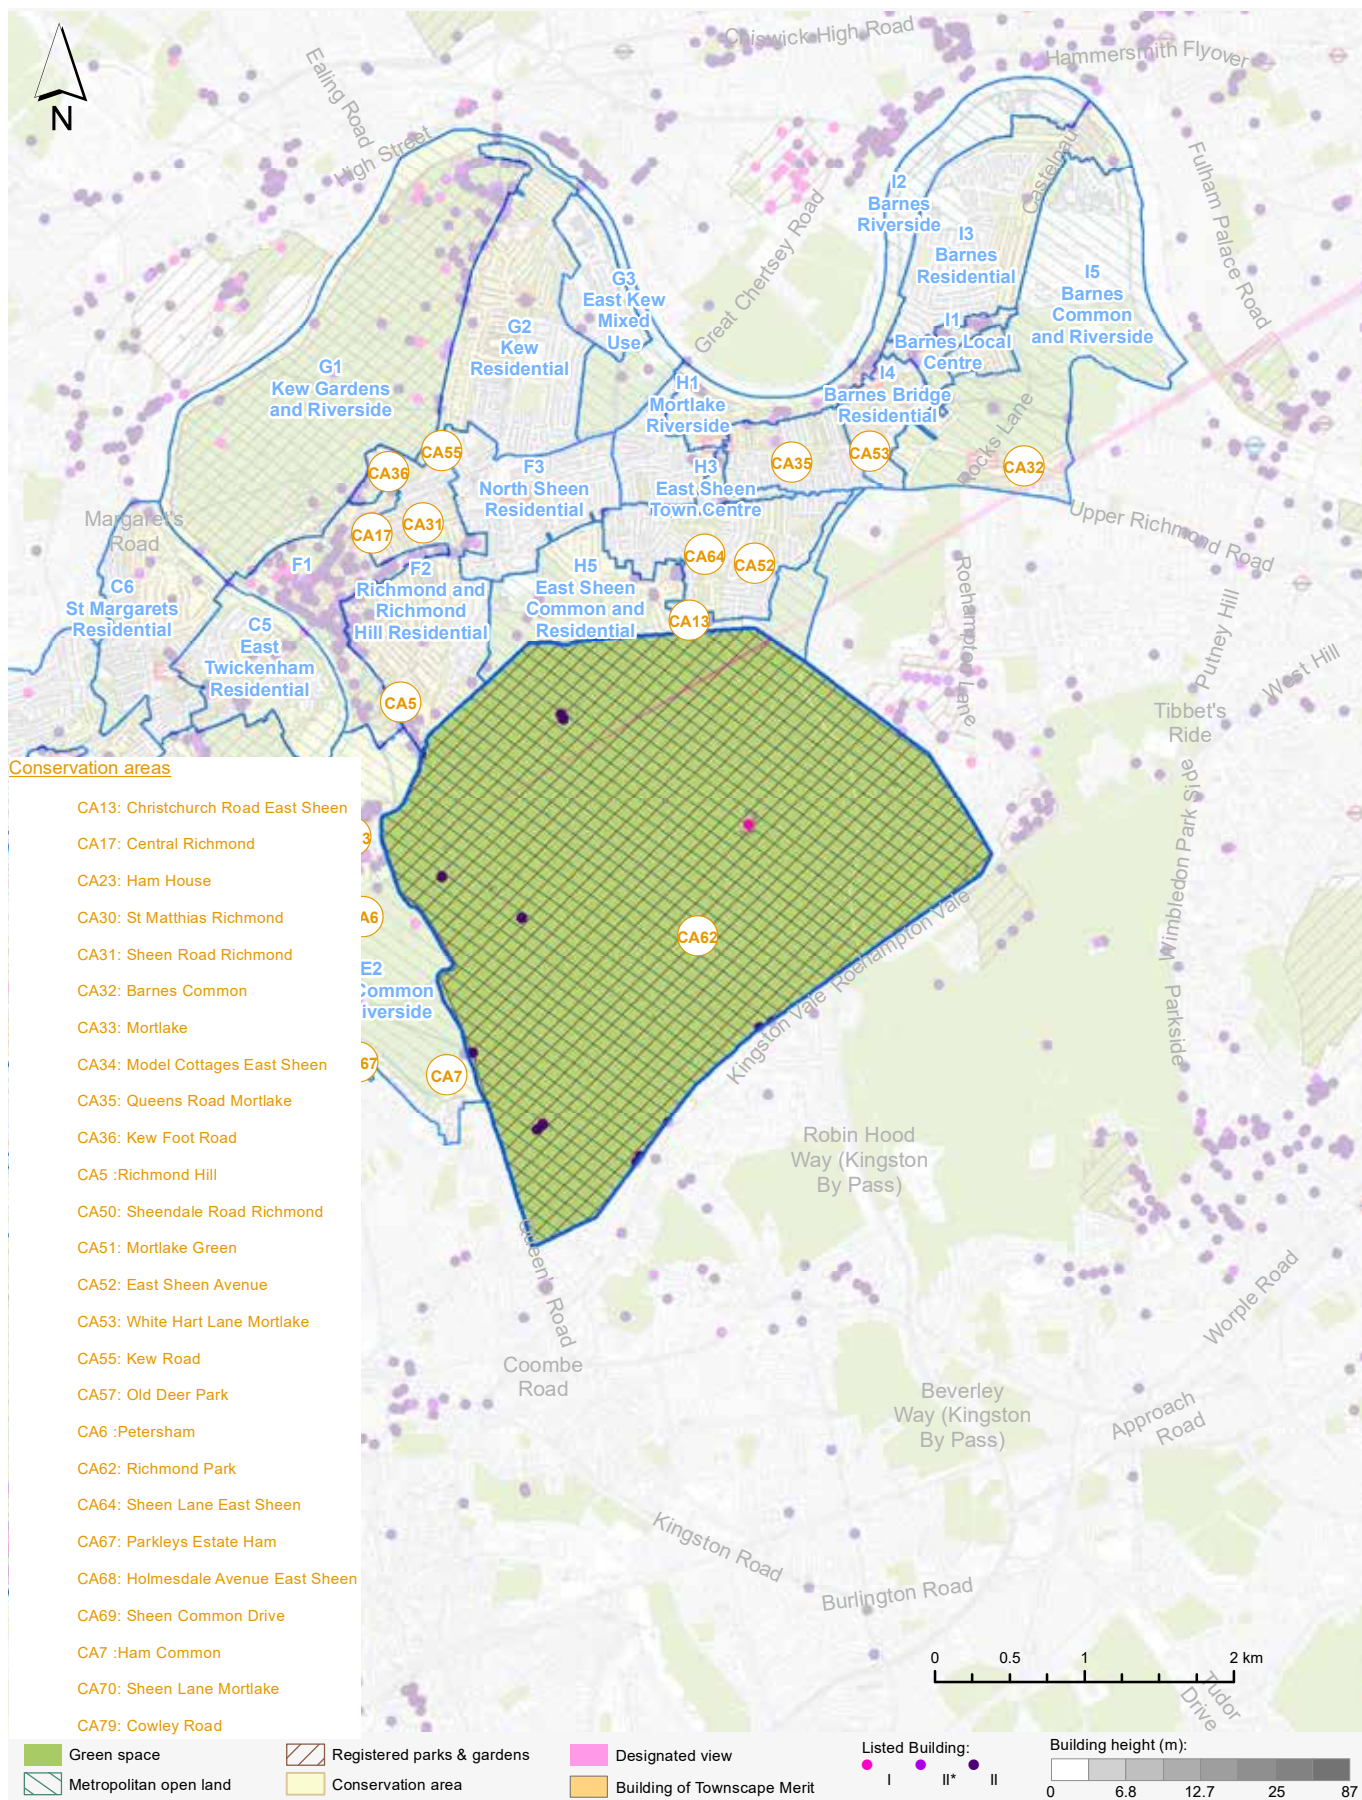 N
Ealing Road
High Street
Chiswick High Road
Hammersmith Flyover
Castelnau
Fulham Palace Road
Great Chertsey Road
I2
Barnes
Riverside
I3
Barnes
Residential
I5
Barnes
Common
and Riverside
G3
East Kew
Mixed
Use
G2
Kew
Residential
I1
Barnes Local
Centre
G1
Kew Gardens
and Riverside
H1
Mortlake
Riverside
I4
Barnes Bridge
Residential
Rocks Lane
CA55
CA36
CA35
CA53
CA32
F3
North Sheen
Residential
H3
East Sheen
Town Centre
Margaret's
Road
CA17
CA31
Upper Richmond Road
CA64
CA52
F1
F2
Richmond and
Richmond
Hill Residential
H5
East Sheen
Common and
Residential
C6
St Margarets
Residential
C5
East
Twickenham
Residential
CA13
Roehampton Lane
Putney Hill
West Hill
Tibbet's
Ride
CA5
Wimbledon Park Side
Parkside
Conservation areas
CA13: Christchurch Road East Sheen
CA17: Central Richmond
CA23: Ham House
CA30: St Matthias Richmond
CA31: Sheen Road Richmond
CA32: Barnes Common
CA33: Mortlake
CA34: Model Cottages East Sheen
CA35: Queens Road Mortlake
CA36: Kew Foot Road
CA5 :Richmond Hill
CA50: Sheendale Road Richmond
CA51: Mortlake Green
CA52: East Sheen Avenue
CA53: White Hart Lane Mortlake
CA55: Kew Road
CA57: Old Deer Park
CA6 :Petersham
CA62: Richmond Park
CA64: Sheen Lane East Sheen
CA67: Parkleys Estate Ham
CA68: Holmesdale Avenue East Sheen
CA69: Sheen Common Drive
CA7 :Ham Common
CA70: Sheen Lane Mortlake
CA79: Cowley Road
3
A6
E2
Common
iverside
67
CA7
CA62
Roehampton Vale
Kingston Vale
Robin Hood
Way (Kingston
By Pass)
Queen's Road
Coombe
Road
Worple Road
Beverley
Way (Kingston
By Pass)
Approach
Road
Kingston Road
Burlington Road
Tudor
Drive
0 0.5 1 2 km
Green space
Metropolitan open land
Registered parks & gardens
Conservation area
Designated view
Building of Townscape Merit
Listed Building:
I II* II
Building height (m):
0 6.8 12.7 25 87